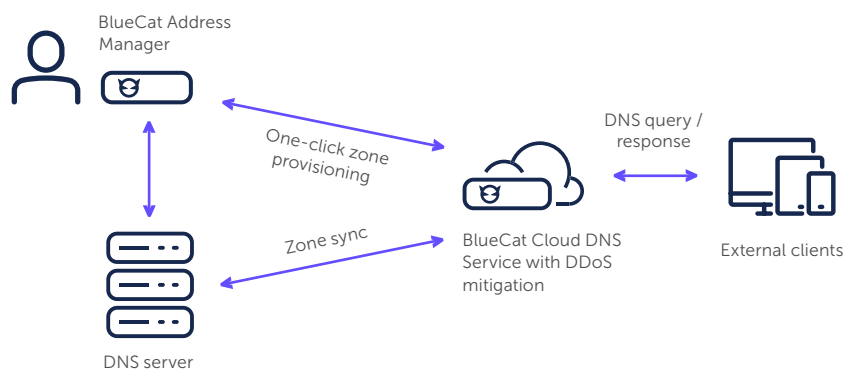 BlueCat Address
Manager
One-click zone
provisioning
DNS query /
response
Zone sync
BlueCat Cloud DNS
Service with DDoS
mitigation
External clients
DNS server